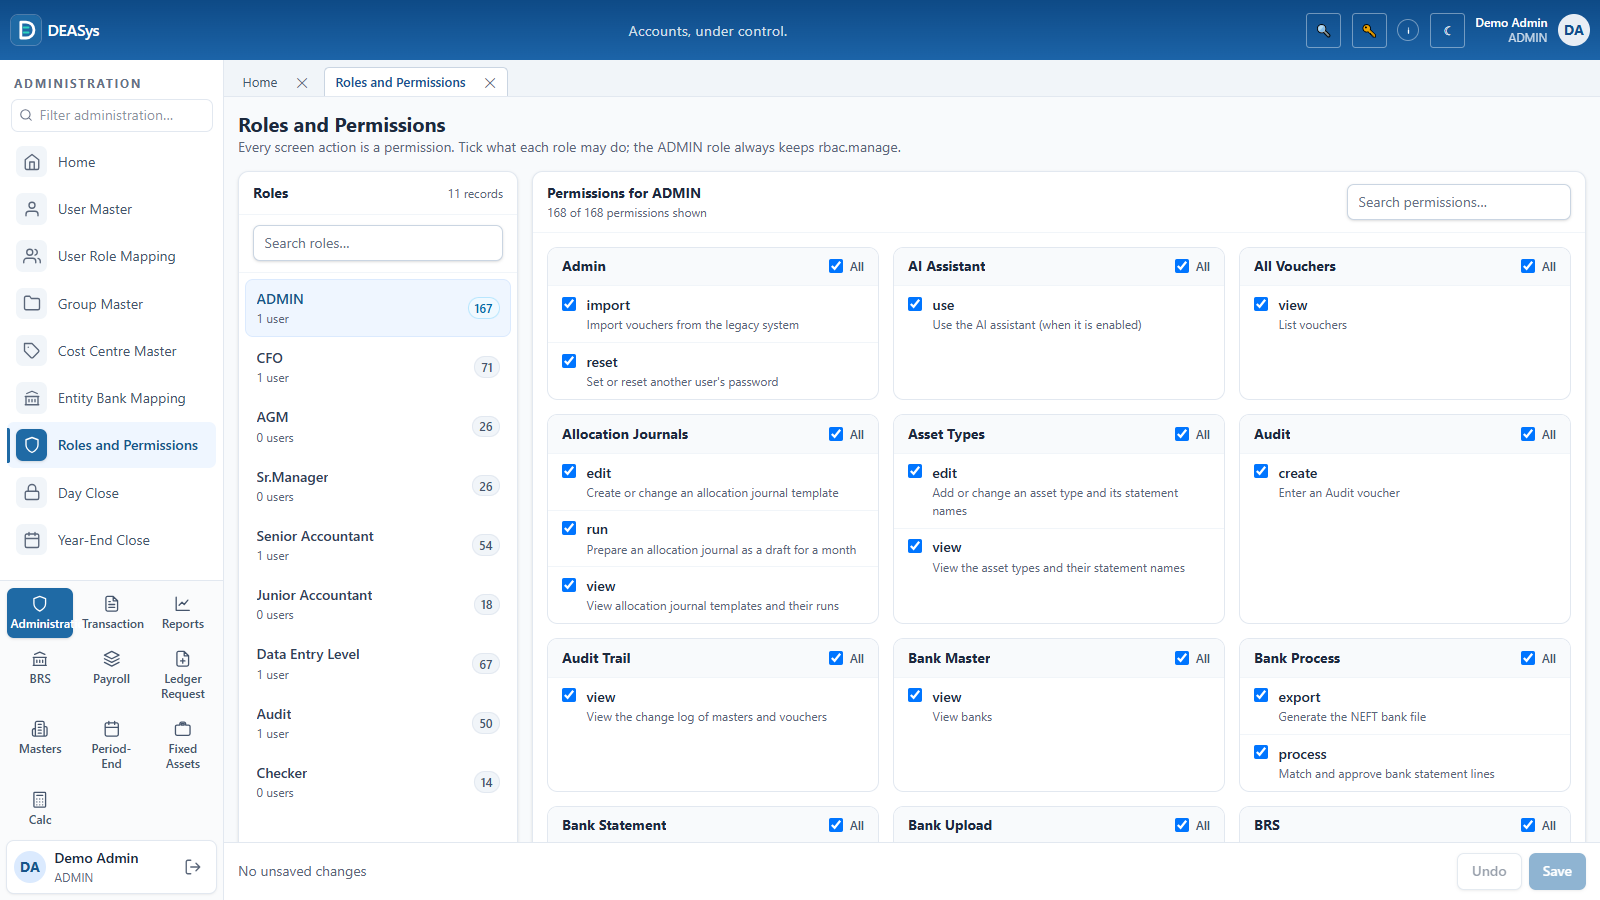 DEASys
Accounts, under control.
Demo Admin
ADMIN
DA
ADMINISTRATION
Filter administration...
Home
User Master
User Role Mapping
Group Master
Cost Centre Master
Entity Bank Mapping
Roles and Permissions
Day Close
Year-End Close
Administrat
Transaction
Reports
BRS
Payroll
Ledger
Request
Masters
Period-
End
Fixed
Assets
Calc
DA
Demo Admin
ADMIN
Home
Roles and Permissions
Roles and Permissions
Every screen action is a permission. Tick what each role may do; the ADMIN role always keeps rbac.manage.
Roles
11 records
Search roles...
ADMIN
1 user
167
CFO
1 user
71
AGM
0 users
26
Sr.Manager
0 users
26
Senior Accountant
1 user
54
Junior Accountant
0 users
18
Data Entry Level
1 user
67
Audit
1 user
50
Checker
0 users
14
Permissions for ADMIN
168 of 168 permissions shown
Search permissions...
Admin
All
import
Import vouchers from the legacy system
reset
Set or reset another user's password
AI Assistant
All
use
Use the AI assistant (when it is enabled)
All Vouchers
All
view
List vouchers
Allocation Journals
All
edit
Create or change an allocation journal template
run
Prepare an allocation journal as a draft for a month
view
View allocation journal templates and their runs
Asset Types
All
edit
Add or change an asset type and its statement
names
view
View the asset types and their statement names
Audit
All
create
Enter an Audit voucher
Audit Trail
All
view
View the change log of masters and vouchers
Bank Master
All
view
View banks
Bank Process
All
export
Generate the NEFT bank file
process
Match and approve bank statement lines
Bank Statement
All
Bank Upload
All
BRS
All
No unsaved changes
Undo
Save